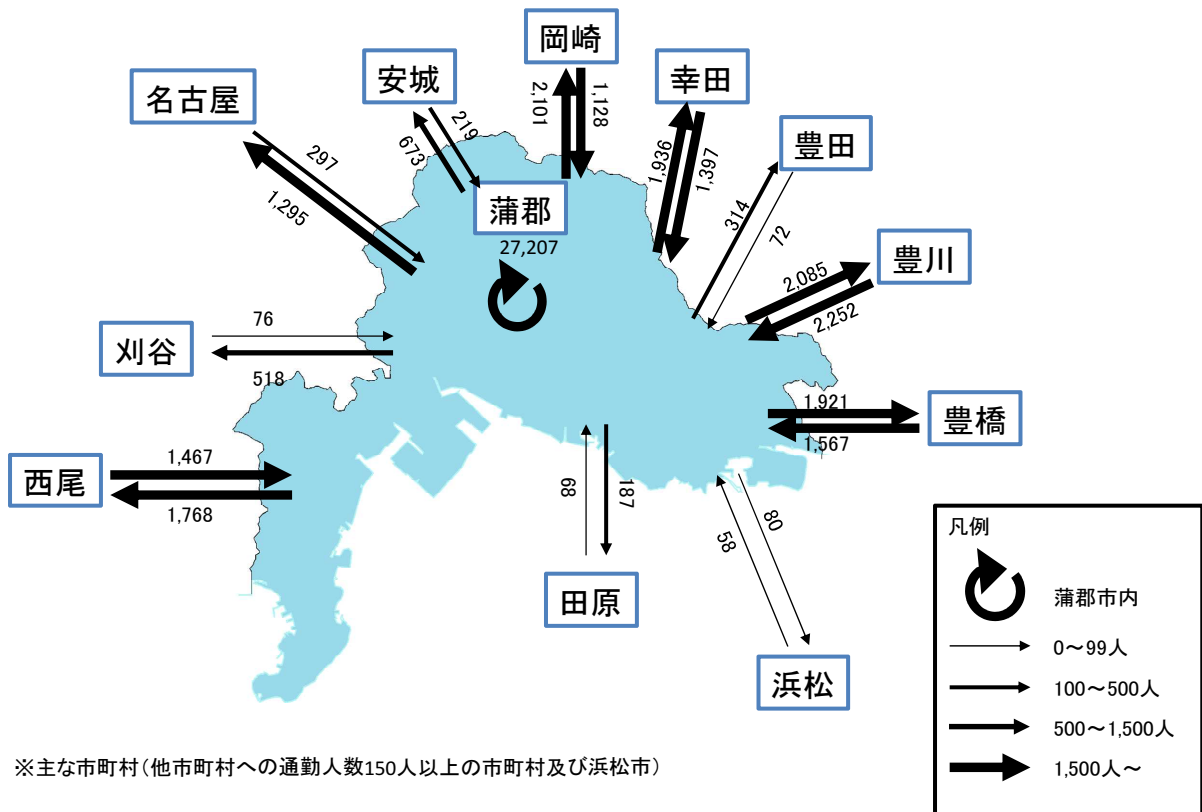 岡崎
安城
幸田
名古屋
豊田
2,101
1,128
219
673
1,936
1,397
297
1,295
蒲郡
27,207
314
72
豊川
2,085
2,252
刈谷
76
518
1,921
1,567
豊橋
西尾
1,467
1,768
68
187
58
80
田原
浜松
凡例
蒲郡市内
0～99人
100～500人
500～1,500人
1,500人～
※主な市町村（他市町村への通勤人数150人以上の市町村及び浜松市）